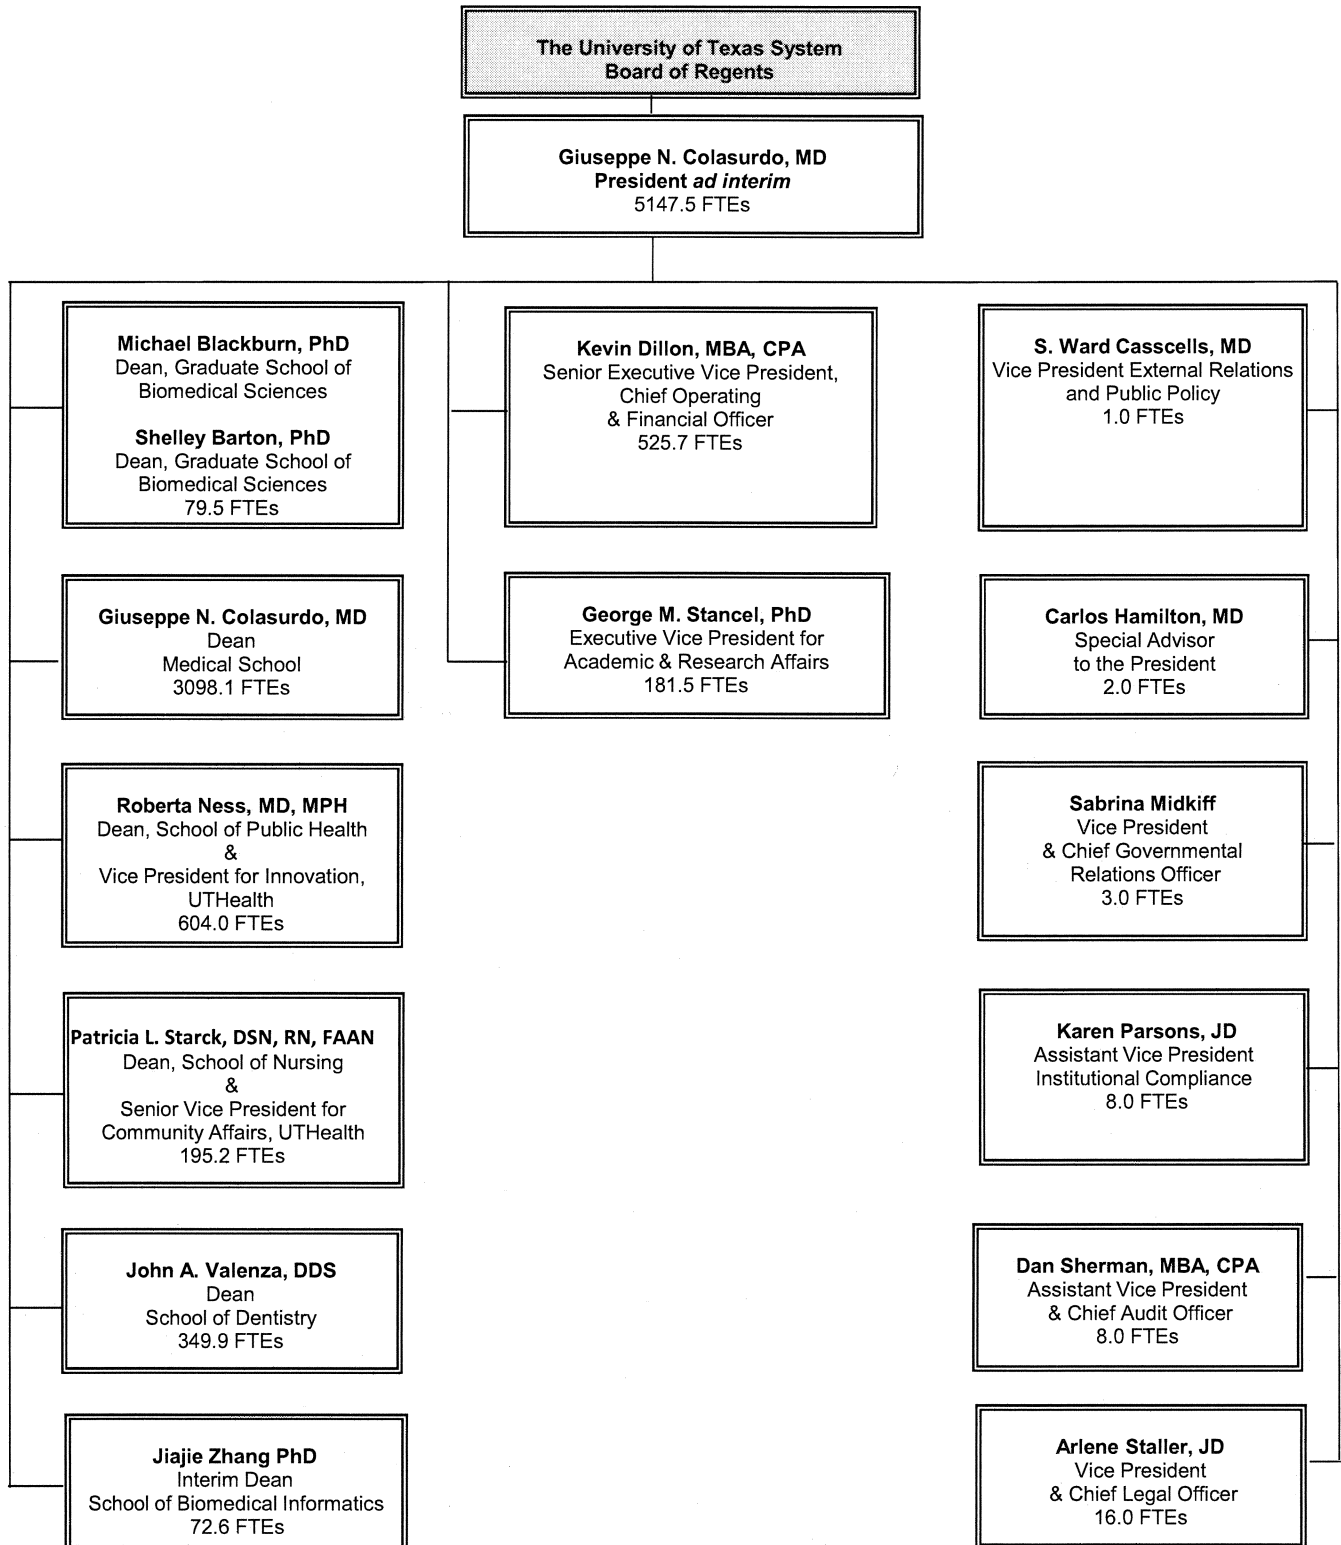 The University of Texas System
Board of Regents
Giuseppe N. Colasurdo, MD
President ad interim
5147.5 FTEs
Michael Blackburn, PhD
Dean, Graduate School of
Biomedical Sciences
Shelley Barton, PhD
Dean, Graduate School of
Biomedical Sciences
79.5 FTEs
Giuseppe N. Colasurdo, MD
Dean
Medical School
3098.1 FTEs
Roberta Ness, MD, MPH
Dean, School of Public Health
&
Vice President for Innovation,
UTHealth
604.0 FTEs
Patricia L. Starck, DSN, RN, FAAN
Dean, School of Nursing
&
Senior Vice President for
Community Affairs, UTHealth
195.2 FTEs
John A. Valenza, DDS
Dean
School of Dentistry
349.9 FTEs
Jiajie Zhang PhD
Interim Dean
School of Biomedical Informatics
72.6 FTEs
Kevin Dillon, MBA, CPA
Senior Executive Vice President,
Chief Operating
& Financial Officer
525.7 FTEs
George M. Stancel, PhD
Executive Vice President for
Academic & Research Affairs
181.5 FTEs
S. Ward Casscells, MD
Vice President External Relations
and Public Policy
1.0 FTEs
Carlos Hamilton, MD
Special Advisor
to the President
2.0 FTEs
Sabrina Midkiff
Vice President
& Chief Governmental
Relations Officer
3.0 FTEs
Karen Parsons, JD
Assistant Vice President
Institutional Compliance
8.0 FTEs
Dan Sherman, MBA, CPA
Assistant Vice President
& Chief Audit Officer
8.0 FTEs
Arlene Staller, JD
Vice President
& Chief Legal Officer
16.0 FTEs